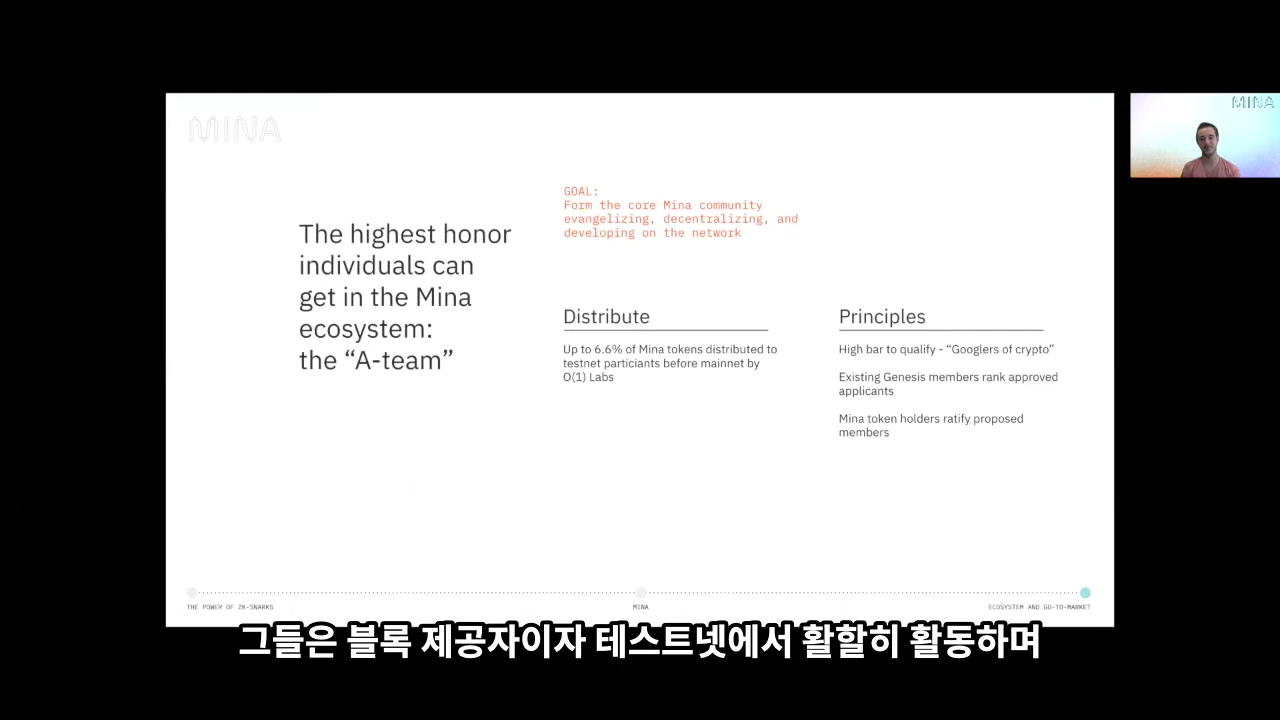 MINA
MINA
GOAL:
Form the core Mina community
evangelizing, decentralizing, and
developing on the network
The highest honor
individuals can
get in the Mina
ecosystem:
the “A-team”
Distribute
Up to 6.6% of Mina tokens distributed to
testnet particiants before mainnet by
O(1) Labs
Principles
High bar to qualify - “Googlers of crypto”
Existing Genesis members rank approved
applicants
Mina token holders ratify proposed
members
THE POWER OF ZK-SNARKS
MINA
ECOSYSTEM AND GO-TO-MARKET
그들은 블록 제공자이자 테스트넷에서 활할히 활동하며